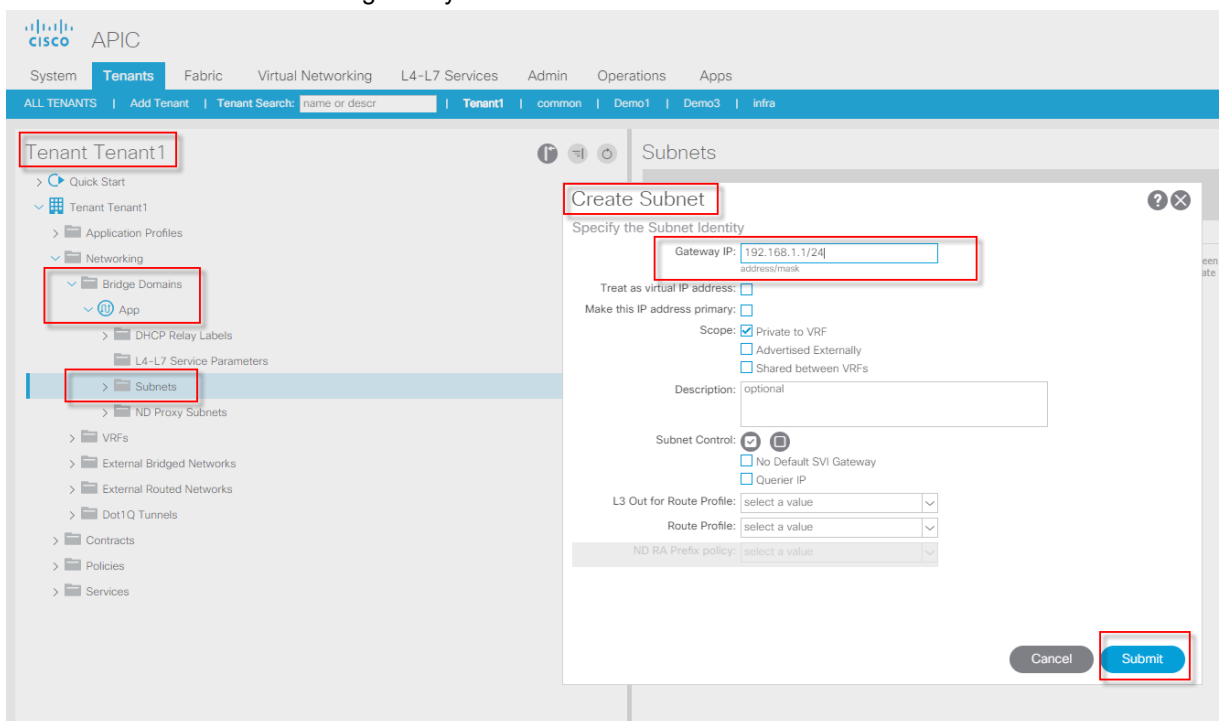 cisco APIC
System Tenants Fabric Virtual Networking L4-L7 Services Admin Operations Apps
ALL TENANTS | Add Tenant | Tenant Search: name or descr | Tenant1 | common | Demo1 | Demo3 | infra
Tenant Tenant1
Quick Start
Tenant Tenant1
Application Profiles
Networking
Bridge Domains
App
DHCP Relay Labels
L4-L7 Service Parameters
Subnets
ND Proxy Subnets
VRFs
External Bridged Networks
External Routed Networks
Dot1Q Tunnels
Contracts
Policies
Services
Subnets
Create Subnet
Specify the Subnet Identity
Gateway IP: 192.168.1.1/24
address/mask
Treat as virtual IP address:
Make this IP address primary:
Scope: Private to VRF
Advertised Externally
Shared between VRFs
Description: optional
Subnet Control:
No Default SVI Gateway
Querier IP
L3 Out for Route Profile: select a value
Route Profile: select a value
ND RA Prefix policy: select a value
Cancel Submit